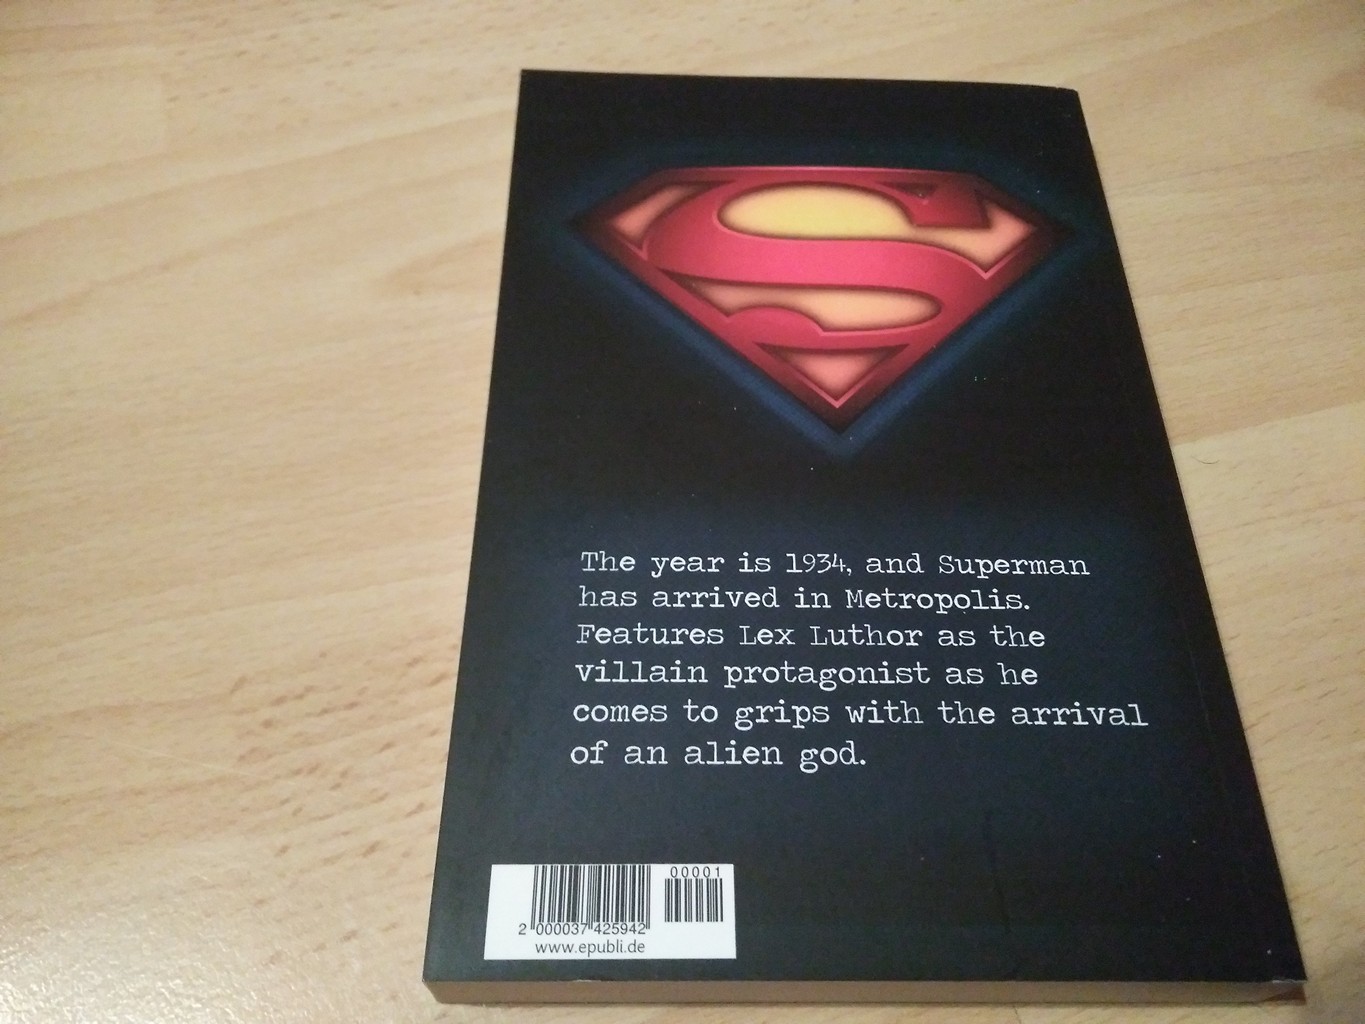 S
The year is 1934, and Superman
has arrived in Metropolis.
Features Lex Luthor as the
villain protagonist as he
comes to grips with the arrival
of an alien god.
00001
2 000037 425942
www.epubli.de